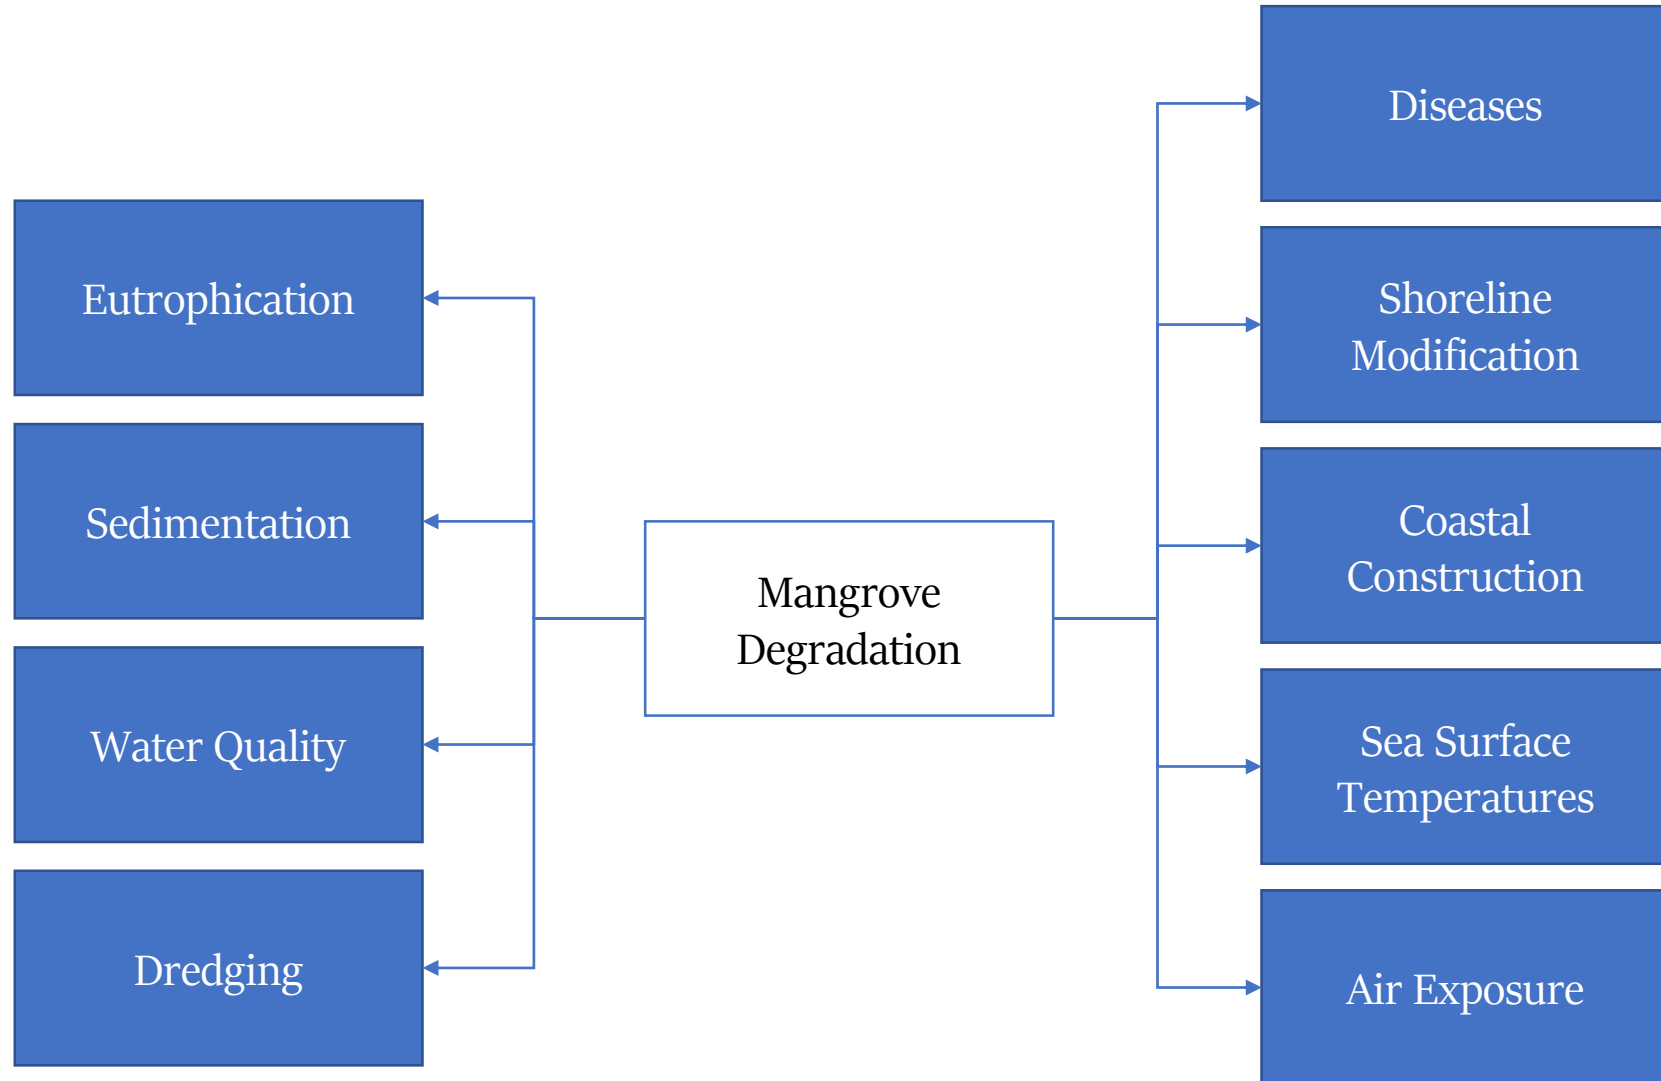 Eutrophication
Sedimentation
Water Quality
Dredging
Mangrove
Degradation
Diseases
Shoreline
Modification
Coastal
Construction
Sea Surface
Temperatures
Air Exposure